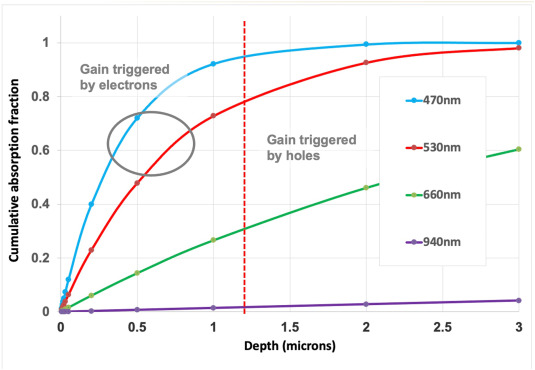 1
0.8
0.6
0.4
0.2
0
Cumulative absorption fraction
Gain triggered
by electrons
Gain triggered
by holes
470nm
530nm
660nm
940nm
0
0.5
1
1.5
2
2.5
3
Depth (microns)